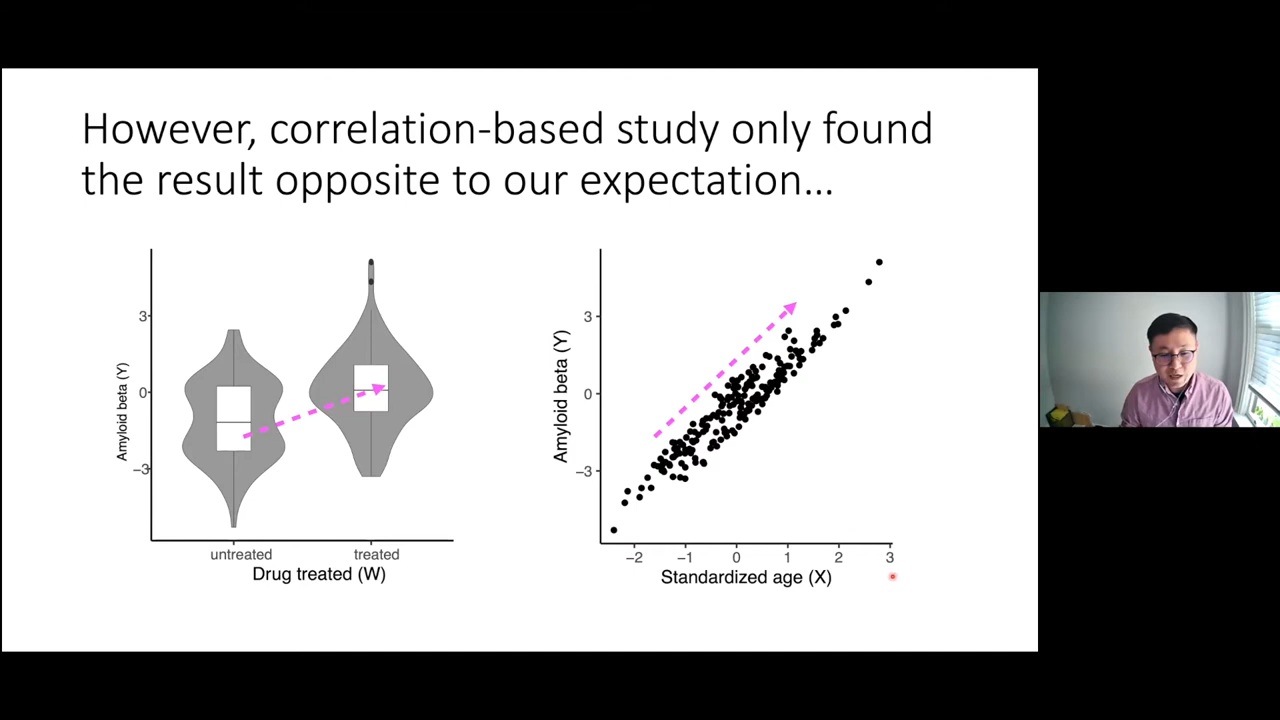 However, correlation-based study only found
the result opposite to our expectation…
Amyloid beta (Y)
3
0
−3
untreated
treated
Drug treated (W)
Amyloid beta (Y)
3
0
−3
−2
−1
0
1
2
3
Standardized age (X)